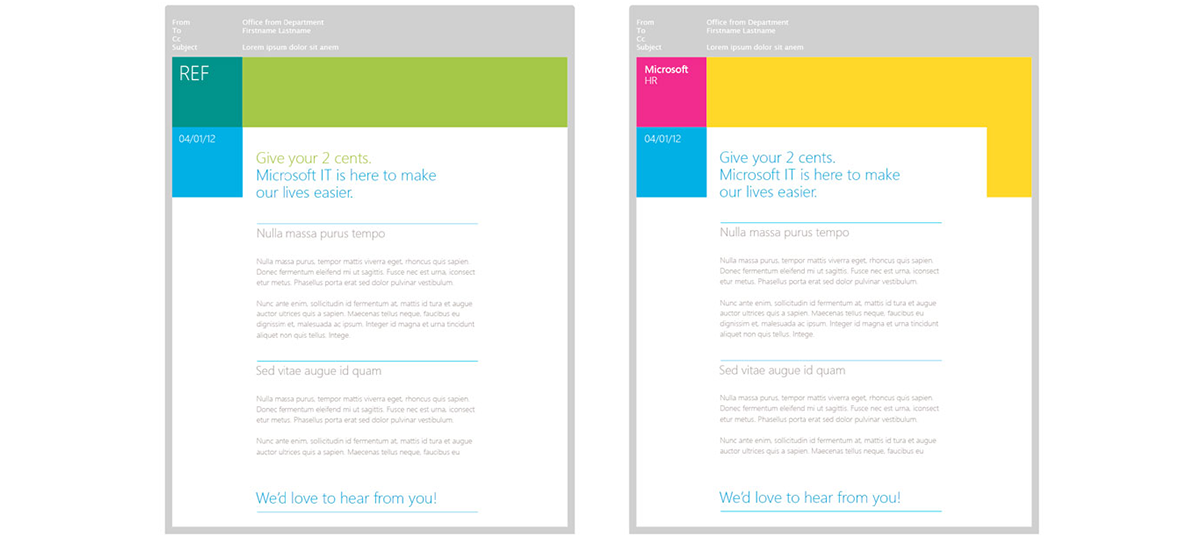 From Office from Department
To Firstname Lastname
Cc
Subject Lorem ipsum dolor sit anem
REF
04/01/12
Give your 2 cents.
Microsoft IT is here to make
our lives easier.
Nulla massa purus tempo
Nulla massa purus, tempor mattis viverra eget, rhoncus quis sapien.
Donec fermentum eleifend mi ut sagittis. Fusce nec est urna, iconsect
etur metus. Phasellus porta erat sed dolor pulvinar vestibulum.
Nunc ante enim, sollicitudin id fermentum at, mattis id tortor et augue.
auctor utrices quis a sapien. Maecenas tellus neque, faucibus eu
dignissim et, malesuada ac ipsum. Integer id magna et urna tincidunt
aliquet non quis tellus. Intege.
Sed vitae augue id quam
Nulla massa purus, tempor mattis viverra eget, rhoncus quis sapien.
Donec fermentum eleifend mi ut sagittis. Fusce nec est urna, iconsect
etur metus. Phasellus porta erat sed dolor pulvinar vestibulum.
Nunc ante enim, sollicitudin id fermentum at, mattis id et augue
auctor utrices quis a sapien. Maecenas tellus neque, faucibus eu
We'd love to hear from you!
From Office from Department
To Firstname Lastname
Cc
Subject Lorem ipsum dolor sit anem
Microsoft
HR
04/01/12
Give your 2 cents.
Microsoft IT is here to make
our lives easier.
Nulla massa purus tempo
Nulla massa purus, tempor mattis viverra eget, rhoncus quis sapien.
Donec fermentum eleifend mi ut sagittis. Fusce nec est urna, iconsect
etur metus. Phasellus porta erat sed dolor pulvinar vestibulum.
Nunc ante enim, sollicitudin id fermentum at, mattis id et augue.
auctor utrices quis a sapien. Maecenas tellus neque, faucibus eu
dignissim et, malesuada ac ipsum. Integer id magna et urna tincidunt
aliquet non quis tellus. Intege.
Sed vitae augue id quam
Nulla massa purus, tempor mattis viverra eget, rhoncus quis sapien.
Donec fermentum eleifend mi ut sagittis. Fusce nec est urna, iconsect
etur metus. Phasellus porta erat sed dolor pulvinar vestibulum.
Nunc ante enim, sollicitudin id fermentum at, mattis id et augue
auctor utrices quis a sapien. Maecenas tellus neque, faucibus eu
We'd love to hear from you!